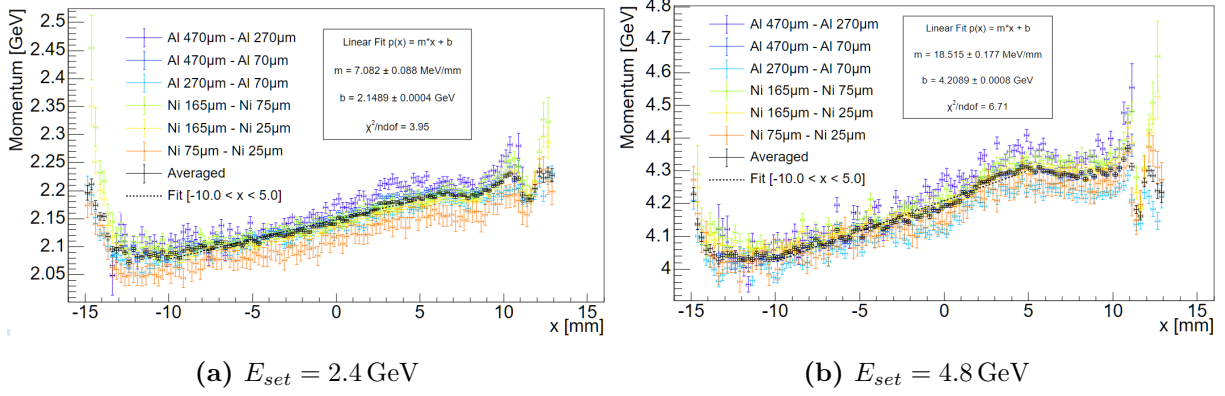 Momentum [GeV]
2.5
2.45
2.4
2.35
2.3
2.25
2.2
2.15
2.1
2.05
Al 470μm - Al 270μm
Al 470μm - Al 70μm
Al 270μm - Al 70μm
Ni 165μm - Ni 75μm
Ni 165μm - Ni 25μm
Ni 75μm - Ni 25μm
Averaged
Fit [-10.0 < x < 5.0]
Linear Fit p(x) = m*x + b
m = 7.082 ± 0.088 MeV/mm
b = 2.1489 ± 0.0004 GeV
χ²/ndof = 3.95
-15 -10 -5 0 5 10 15
x [mm]
(a) E_set = 2.4 GeV
Momentum [GeV]
4.8
4.7
4.6
4.5
4.4
4.3
4.2
4.1
4
Al 470μm - Al 270μm
Al 470μm - Al 70μm
Al 270μm - Al 70μm
Ni 165μm - Ni 75μm
Ni 165μm - Ni 25μm
Ni 75μm - Ni 25μm
Averaged
Fit [-10.0 < x < 5.0]
Linear Fit p(x) = m*x + b
m = 18.515 ± 0.177 MeV/mm
b = 4.2089 ± 0.0008 GeV
χ²/ndof = 6.71
-15 -10 -5 0 5 10 15
x [mm]
(b) E_set = 4.8 GeV